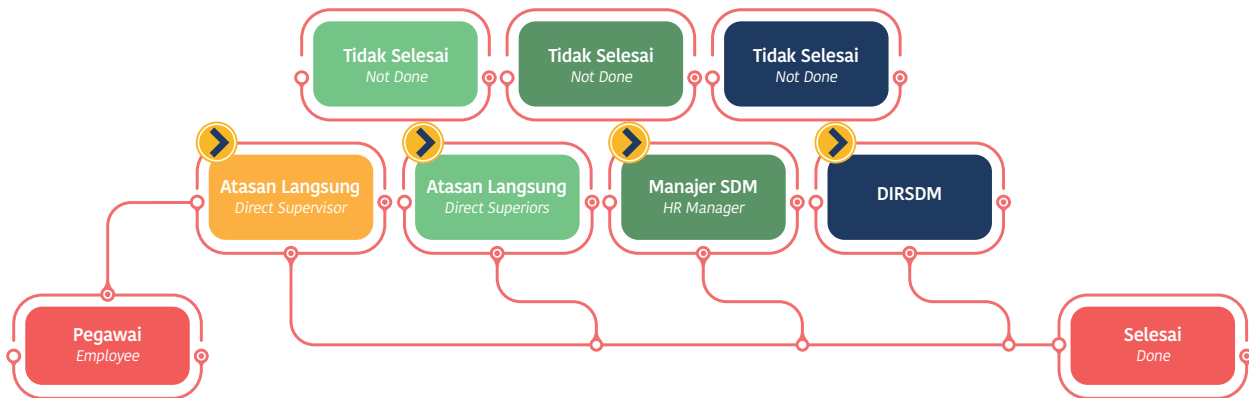 Tidak Selesai
Not Done
Tidak Selesai
Not Done
Tidak Selesai
Not Done
Atasan Langsung
Direct Supervisor
Atasan Langsung
Direct Superiors
Manajer SDM
HR Manager
DIRSDM
Pegawai
Employee
Selesai
Done